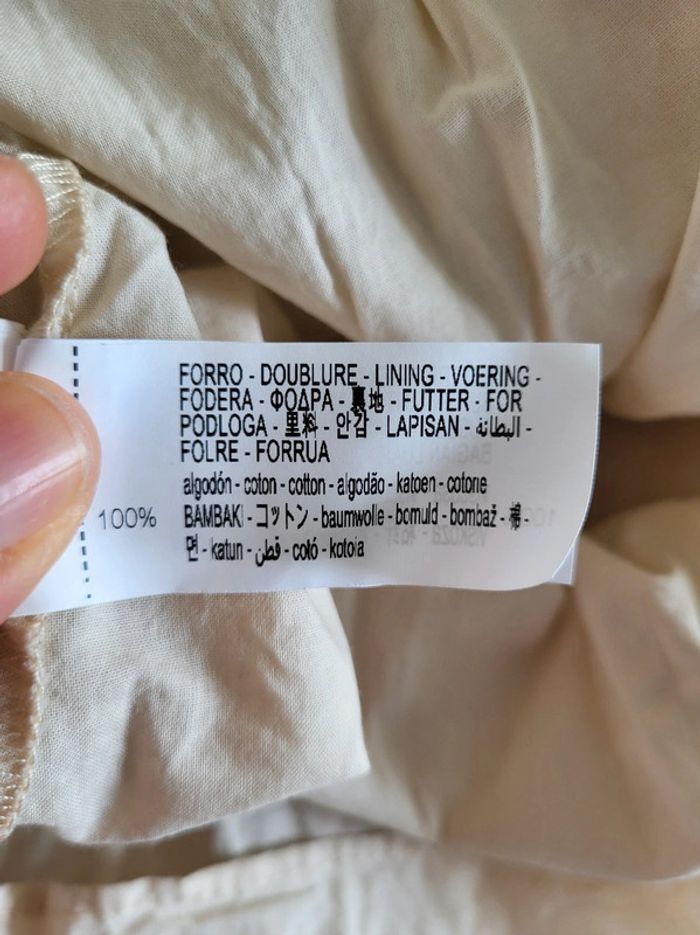 FORRO - DOUBLURE - LINING - VOERING -
FODERA - ΦΟΔΡΑ - 裏地 - FUTTER - FOR
PODLOGA - 里料 - 안감 - LAPISAN - البطانة -
FOLRE - FORRUA
algodón - coton - cotton - algodão - katoen - cotone
100% BAMBAKI - コットン - baumwolle - bomuld - bombaž - 棉 -
면 - katun - قطن - cotó - kotoia